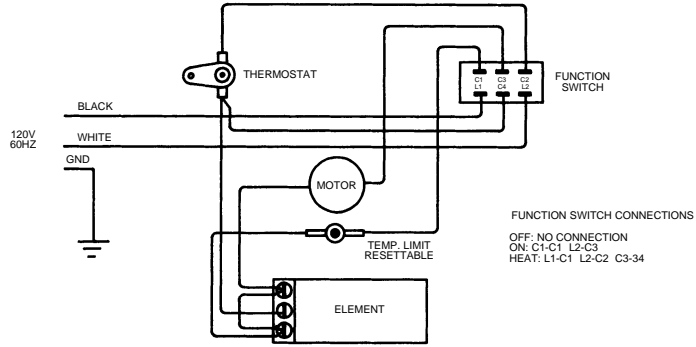 THERMOSTAT
C1 C3 C2
L1 C4 L2
FUNCTION
SWITCH
BLACK
120V
60HZ
WHITE
GND
MOTOR
TEMP. LIMIT
RESETTABLE
ELEMENT
FUNCTION SWITCH CONNECTIONS
OFF: NO CONNECTION
ON: C1-C1 L2-C3
HEAT: L1-C1 L2-C2 C3-34